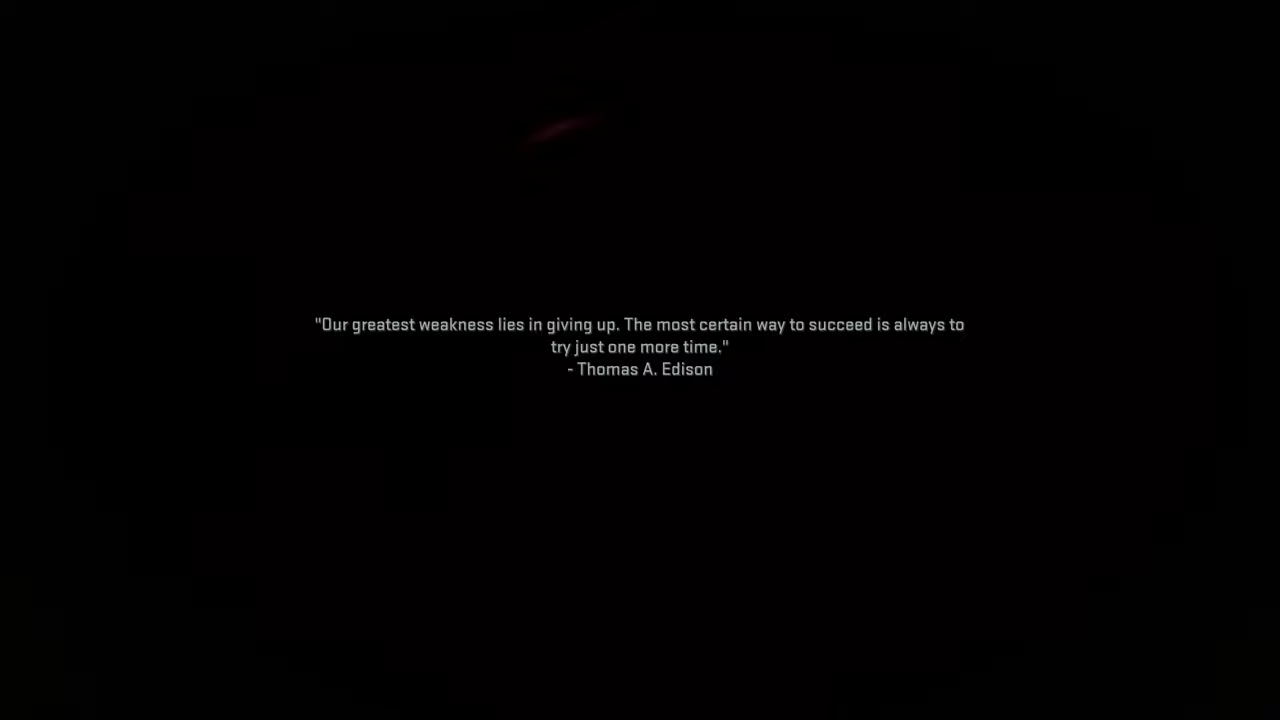 "Our greatest weakness lies in giving up. The most certain way to succeed is always to
try just one more time."
- Thomas A. Edison